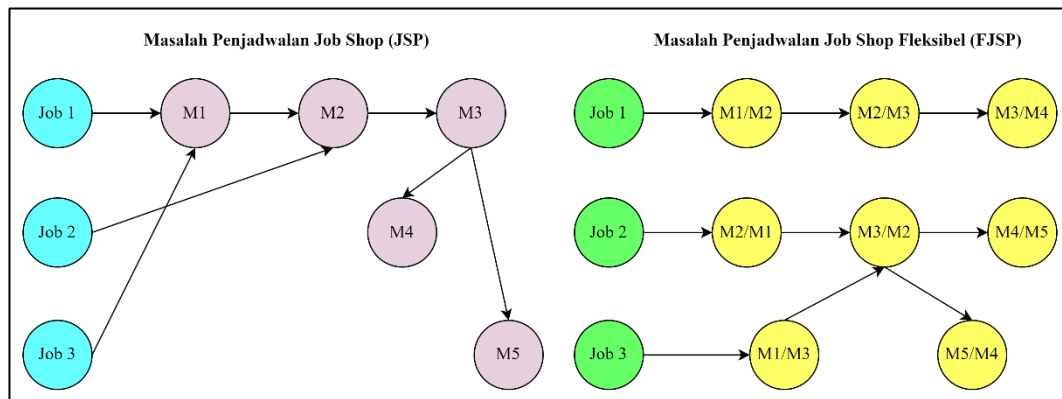 Masalah Penjadwalan Job Shop (JSP)
Job 1
M1
M2
M3
Job 2
M4
Job 3
M5
Masalah Penjadwalan Job Shop Fleksibel (FJSP)
Job 1
M1/M2
M2/M3
M3/M4
Job 2
M2/M1
M3/M2
M4/M5
Job 3
M1/M3
M5/M4